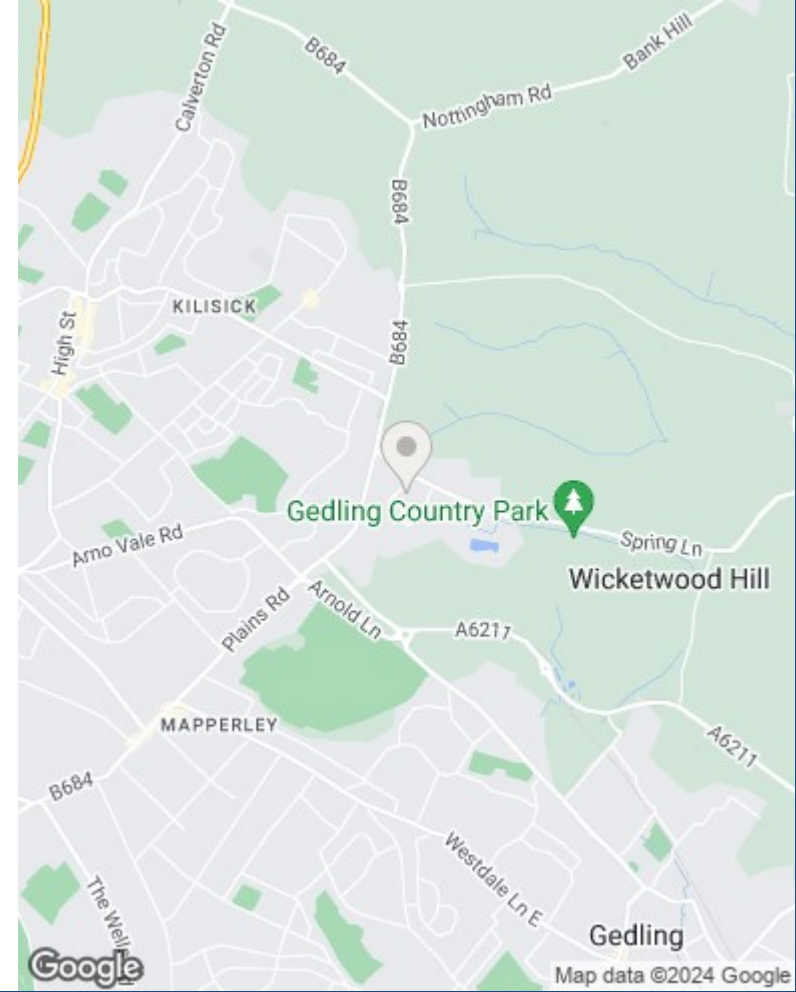 Calverton Rd
B684
Bank Hill
Nottingham Rd
B684
KILISICK
High St
B684
Gedling Country Park
Arno Vale Rd
Spring Ln
Wicketwood Hill
Plains Rd
Arnold Ln
A6211
MAPPERLEY
A6211
B684
Westdale Ln E
The Wells
Gedling
Google
Map data ©2024 Google